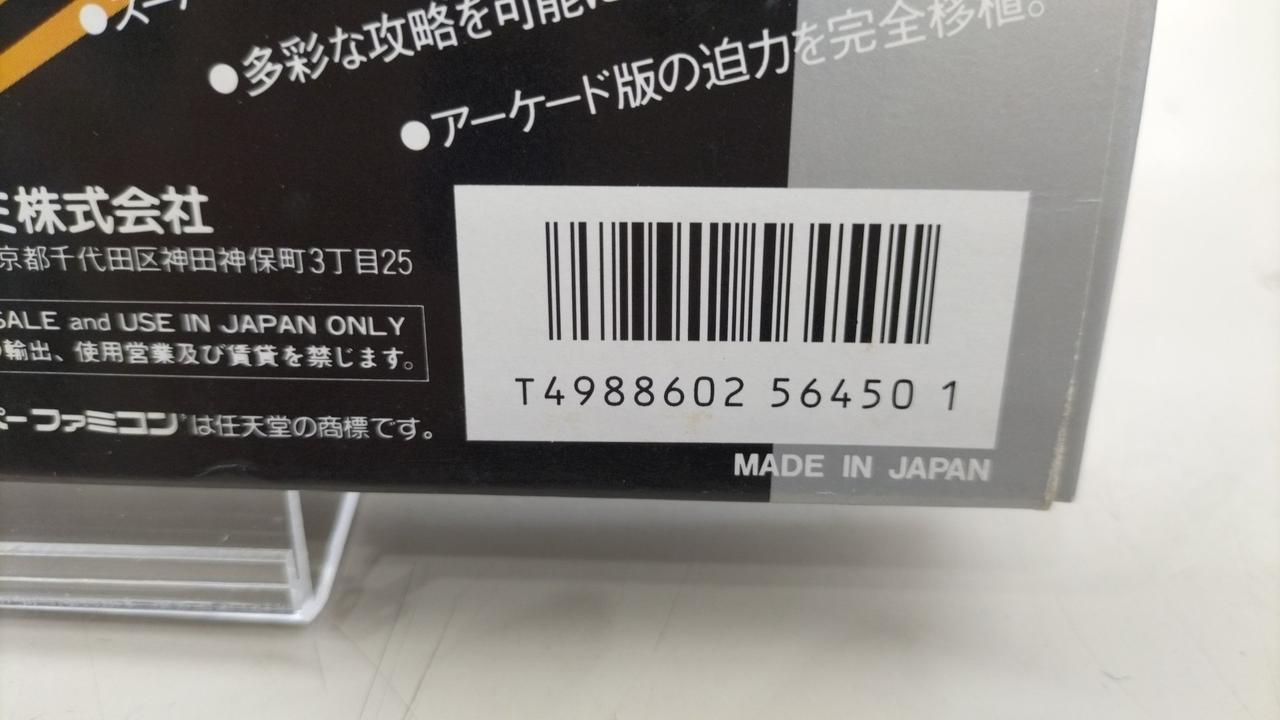 ●スー
●多彩な攻略を可能に
●アーケード版の迫力を完全移植。
ミ株式会社
京都千代田区神田神保町3丁目25
SALE and USE IN JAPAN ONLY
輸出、使用営業及び賃貸を禁じます。
ーファミコン は任天堂の商標です。
T4988602 56450 1
MADE IN JAPAN